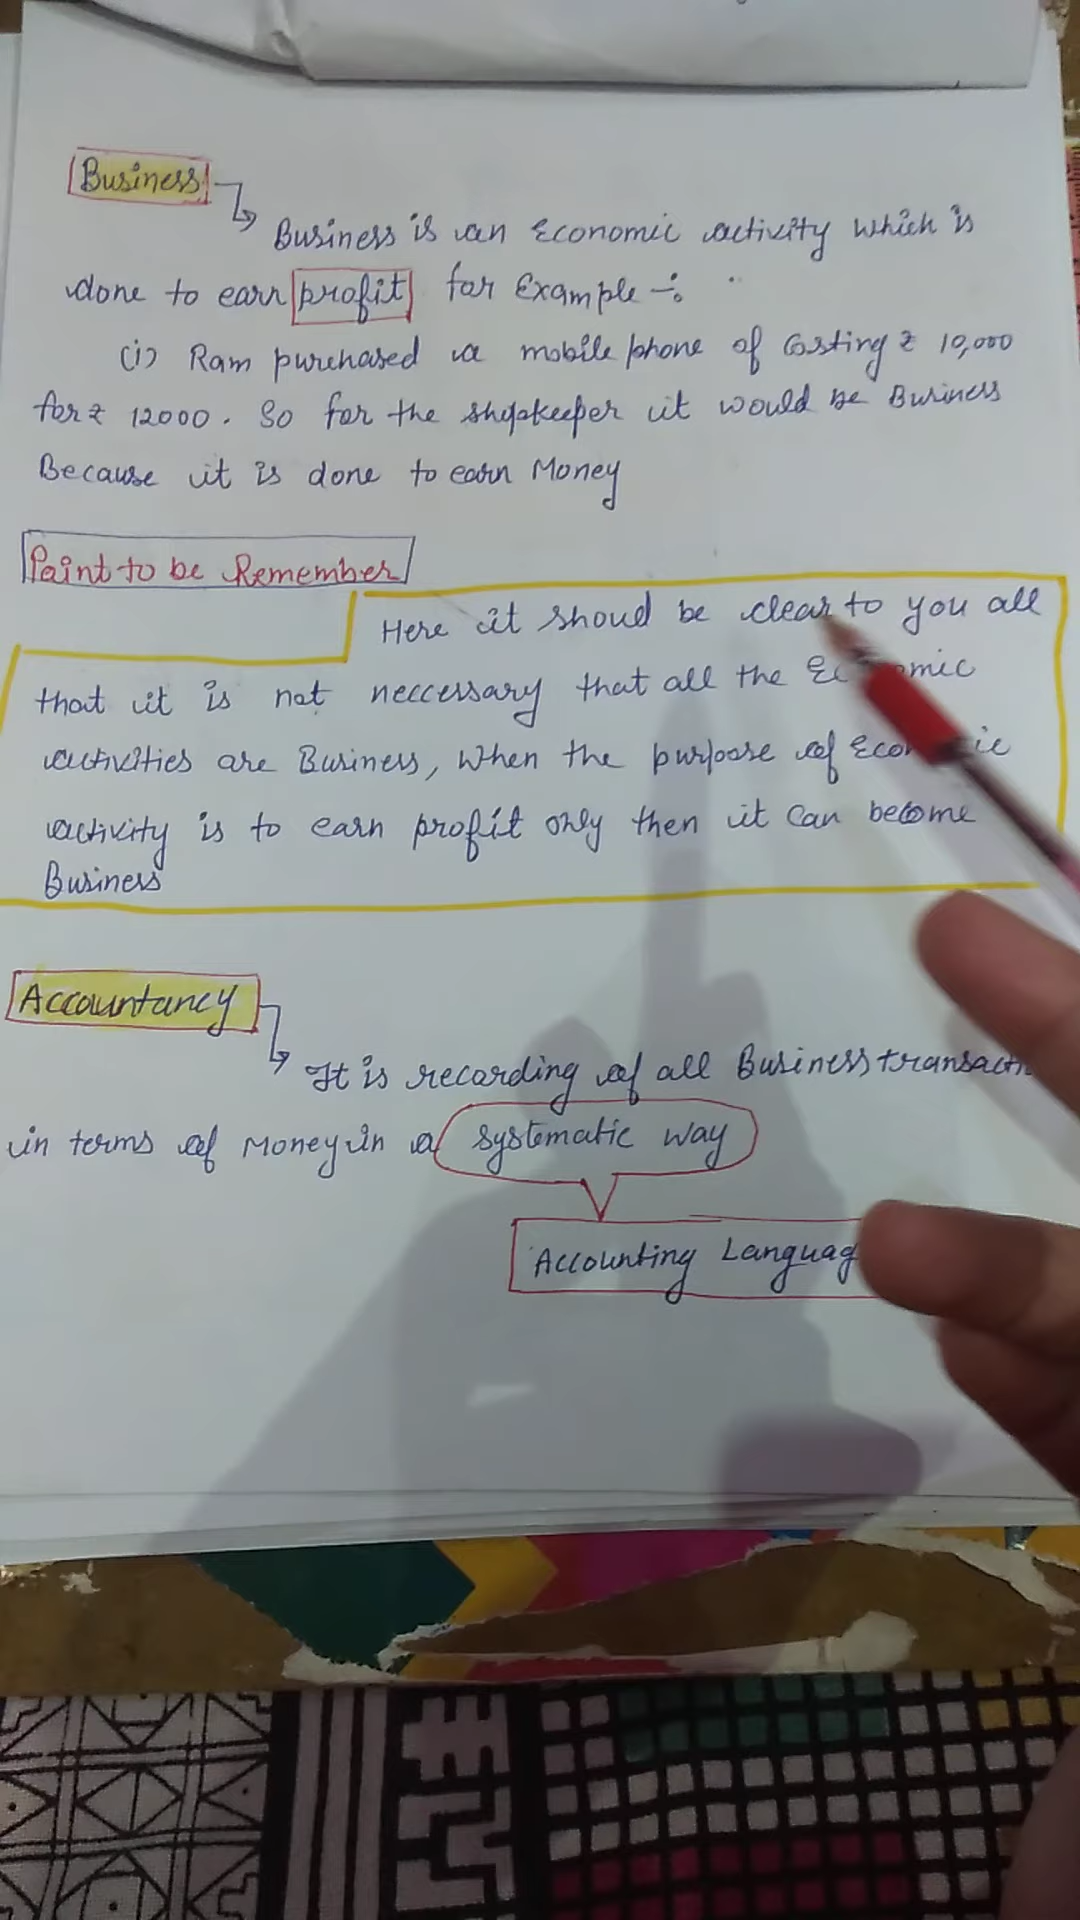 Business
Business is an Economic activity which is
done to earn profit for Example -:
(i) Ram purchased a mobile phone of Costing ₹ 10,000
for ₹ 12000. So for the shopkeeper it would be Business
Because it is done to earn Money
Point to be Remember
Here it shoud be clear to you all
that it is not neccessary that all the
activities are Business, When the purpose of
activity is to earn profit only then it can become
Business
Accountancy
It is recording of all Business
in terms of Money in a systematic way
Accounting